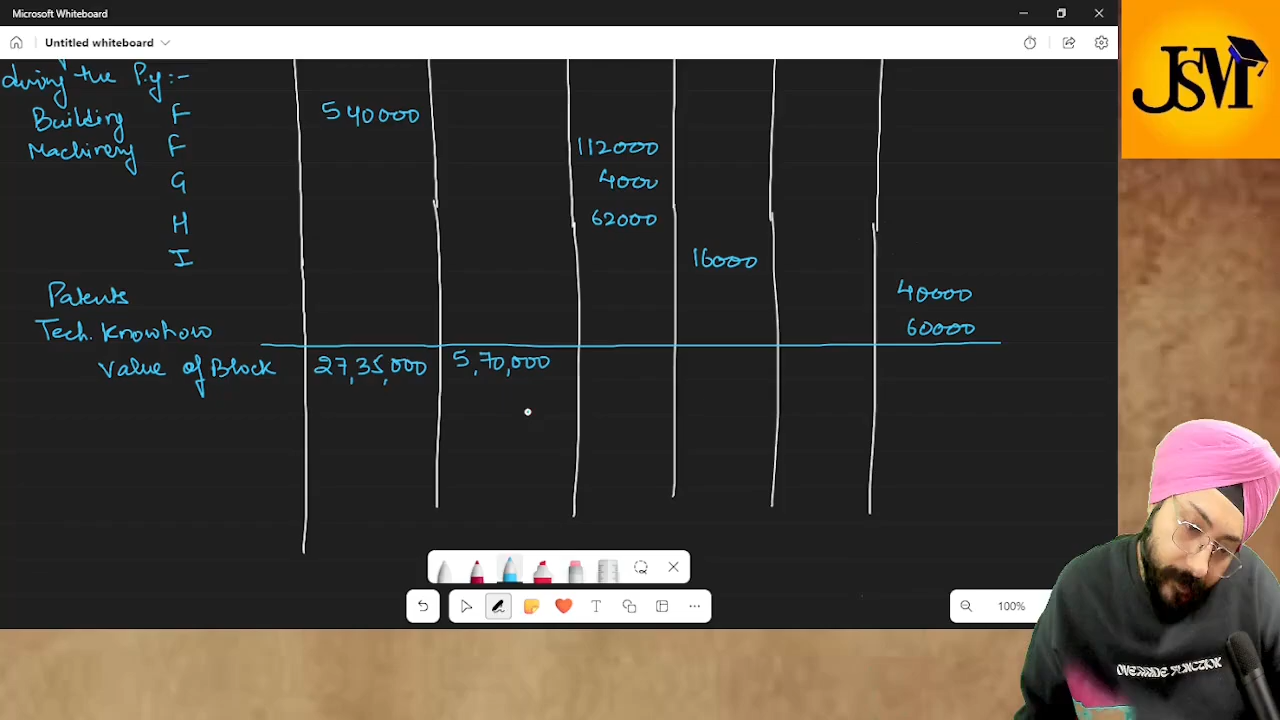 Microsoft Whiteboard
Untitled whiteboard
JSM
during the P.y:-
Building F 540000
Machinery F 112000
G 4000
H 62000
I 16000
Patents 40000
Tech. Knowhow 60000
Value of Block 27,35,000 5,70,000
100%